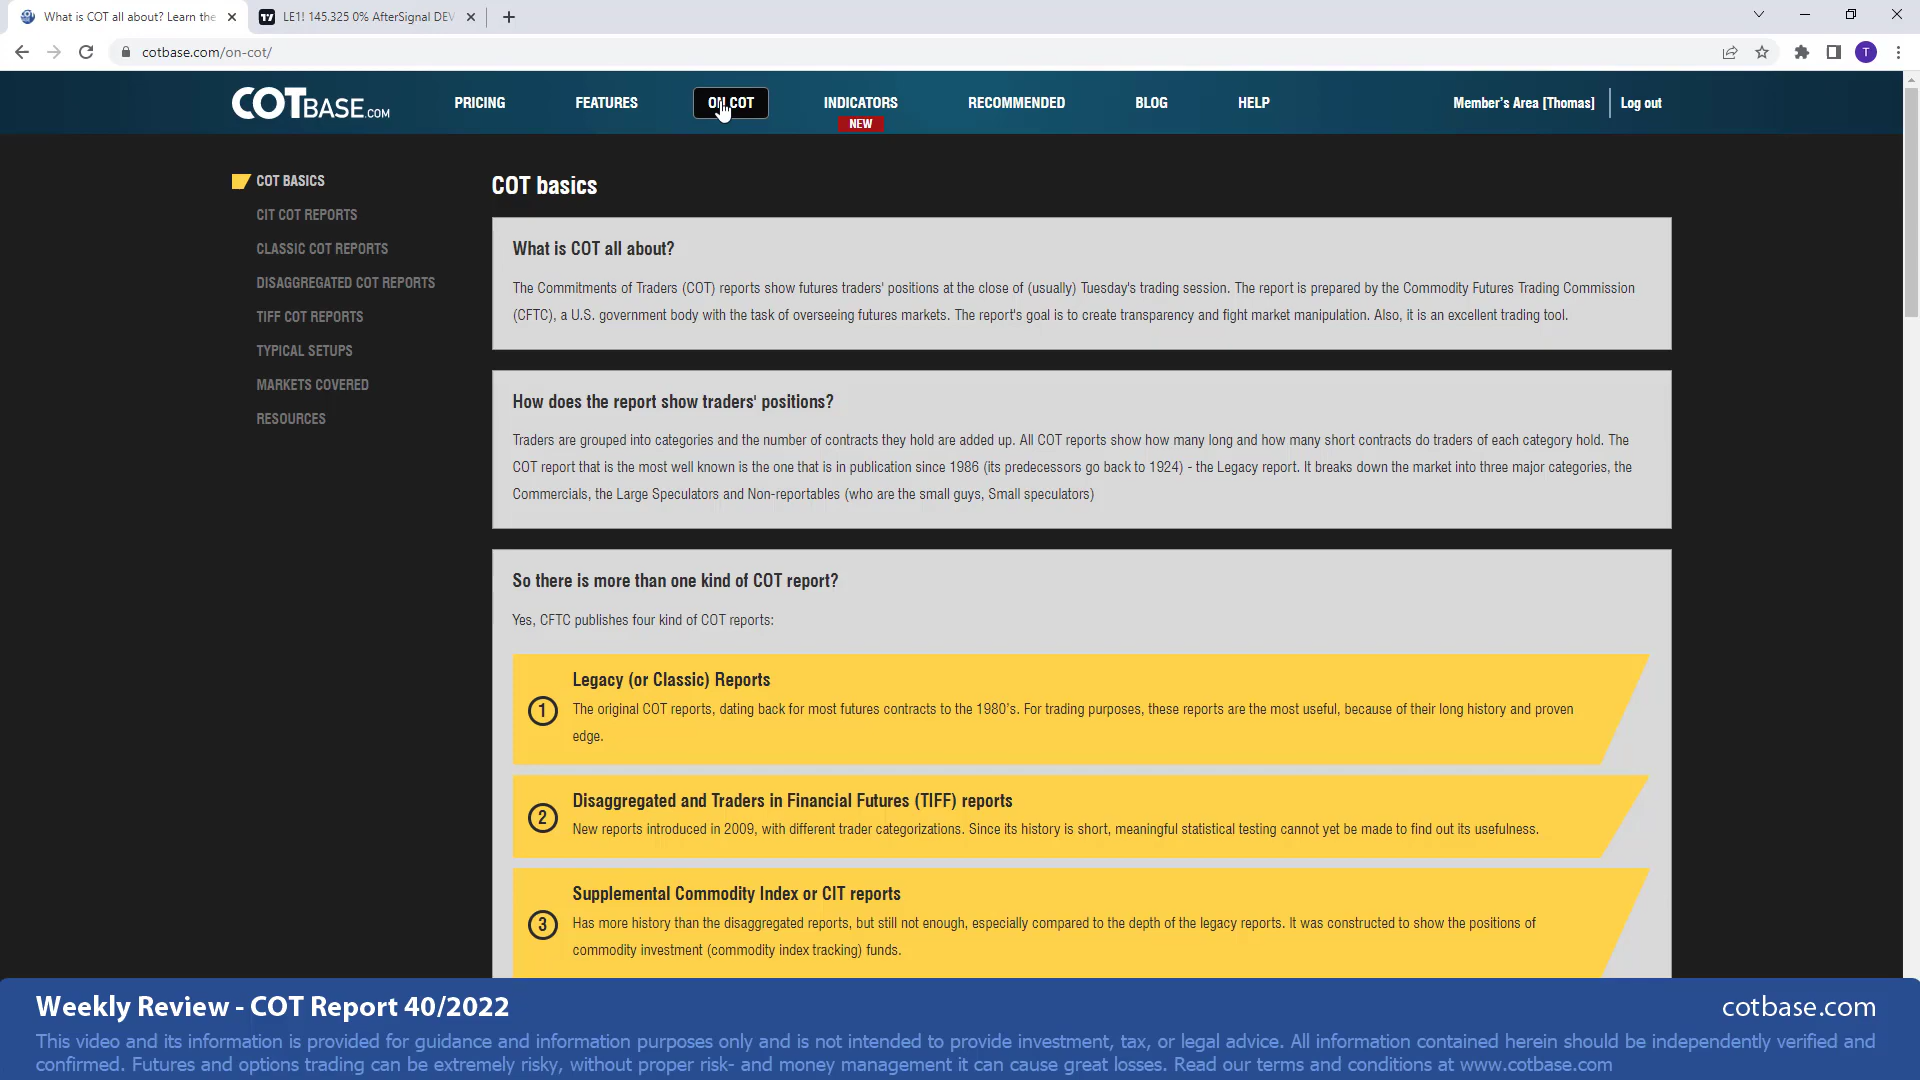 What is COT all about? Learn the
LE1! 145.325 0% AfterSignal DEV
cotbase.com/on-cot/
T
COTBASE.COM
PRICING
FEATURES
ON COT
INDICATORS
NEW
RECOMMENDED
BLOG
HELP
Member's Area [Thomas]
Log out
COT BASICS
CIT COT REPORTS
CLASSIC COT REPORTS
DISAGGREGATED COT REPORTS
TIFF COT REPORTS
TYPICAL SETUPS
MARKETS COVERED
RESOURCES
COT basics
What is COT all about?
The Commitments of Traders (COT) reports show futures traders' positions at the close of (usually) Tuesday's trading session. The report is prepared by the Commodity Futures Trading Commission
(CFTC), a U.S. government body with the task of overseeing futures markets. The report's goal is to create transparency and fight market manipulation. Also, it is an excellent trading tool.
How does the report show traders' positions?
Traders are grouped into categories and the number of contracts they hold are added up. All COT reports show how many long and how many short contracts do traders of each category hold. The
COT report that is the most well known is the one that is in publication since 1986 (its predecessors go back to 1924) - the Legacy report. It breaks down the market into three major categories, the
Commercials, the Large Speculators and Non-reportables (who are the small guys, Small speculators)
So there is more than one kind of COT report?
Yes, CFTC publishes four kind of COT reports:
Legacy (or Classic) Reports
1
The original COT reports, dating back for most futures contracts to the 1980's. For trading purposes, these reports are the most useful, because of their long history and proven
edge.
Disaggregated and Traders in Financial Futures (TIFF) reports
2
New reports introduced in 2009, with different trader categorizations. Since its history is short, meaningful statistical testing cannot yet be made to find out its usefulness.
Supplemental Commodity Index or CIT reports
3
Has more history than the disaggregated reports, but still not enough, especially compared to the depth of the legacy reports. It was constructed to show the positions of
commodity investment (commodity index tracking) funds.
Weekly Review - COT Report 40/2022
cotbase.com
This video and its information is provided for guidance and information purposes only and is not intended to provide investment, tax, or legal advice. All information contained herein should be independently verified and
confirmed. Futures and options trading can be extremely risky, without proper risk- and money management it can cause great losses. Read our terms and conditions at www.cotbase.com